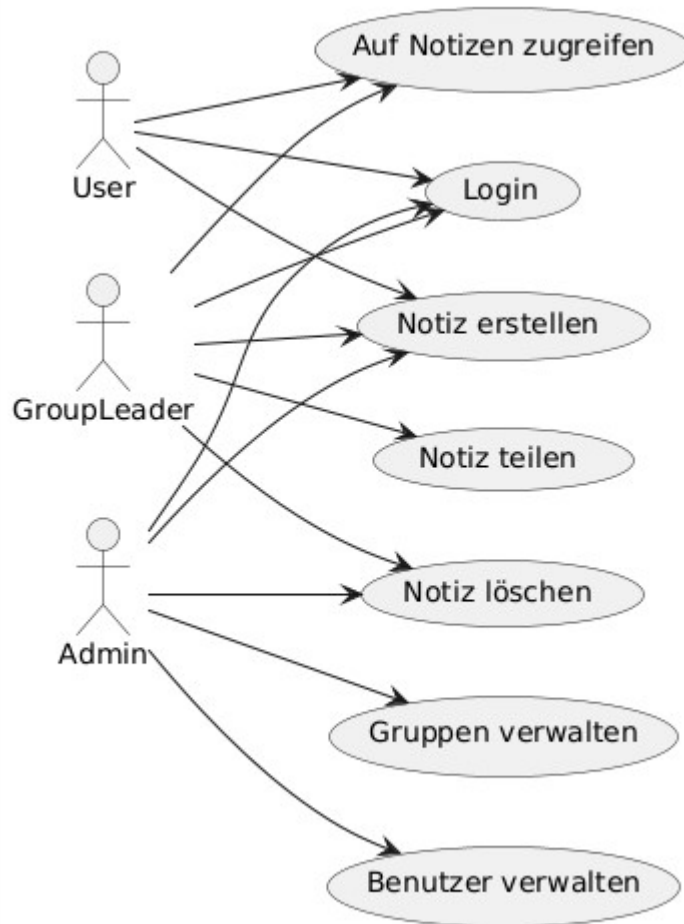 Auf Notizen zugreifen
User
Login
GroupLeader
Notiz erstellen
Notiz teilen
Admin
Notiz löschen
Gruppen verwalten
Benutzer verwalten